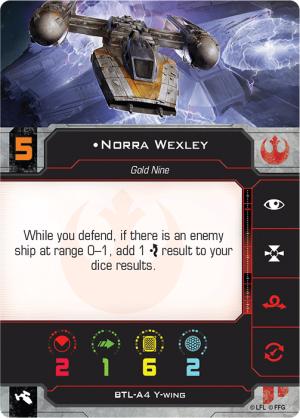 5
•Norra Wexley
Gold Nine
While you defend, if there is an enemy
ship at range 0–1, add 1 result to your
dice results.
2 1 6 2
BTL-A4 Y-wing
©LFL ©FFG